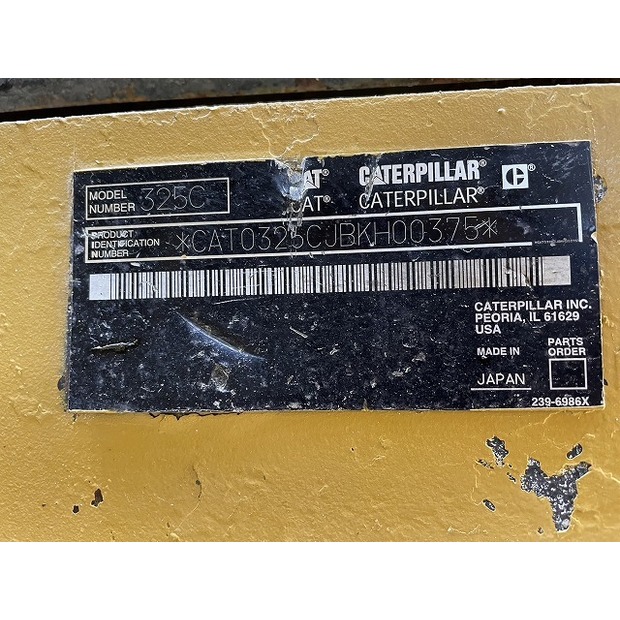 MODEL NUMBER 325C
CAT® CATERPILLAR® C®
CAT® CATERPILLAR®
PRODUCT IDENTIFICATION NUMBER *CAT0325CJBKH00375*
CATERPILLAR INC.
PEORIA, IL 61629
USA
MADE IN
JAPAN
PARTS
ORDER
239-6986X